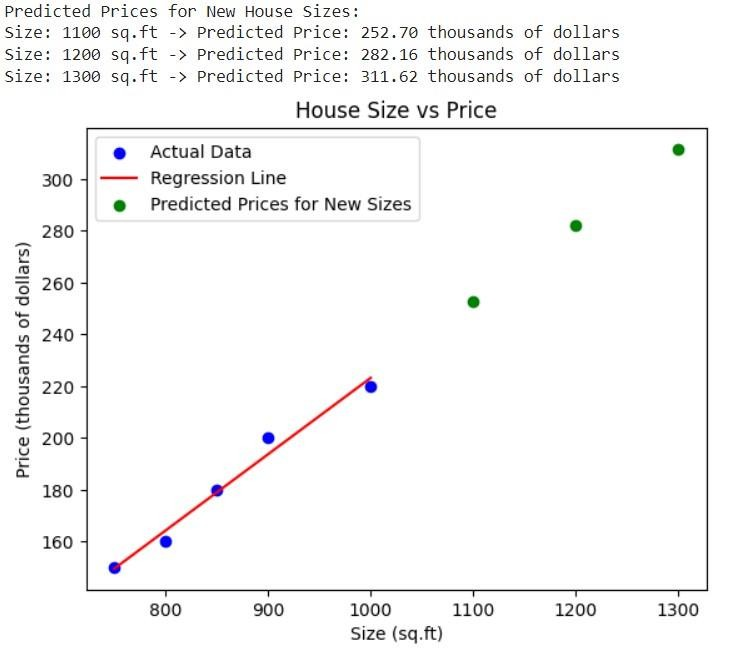 Predicted Prices for New House Sizes:
Size: 1100 sq.ft -> Predicted Price: 252.70 thousands of dollars
Size: 1200 sq.ft -> Predicted Price: 282.16 thousands of dollars
Size: 1300 sq.ft -> Predicted Price: 311.62 thousands of dollars
House Size vs Price
Actual Data
Regression Line
Predicted Prices for New Sizes
Price (thousands of dollars)
300
280
260
240
220
200
180
160
800 900 1000 1100 1200 1300
Size (sq.ft)